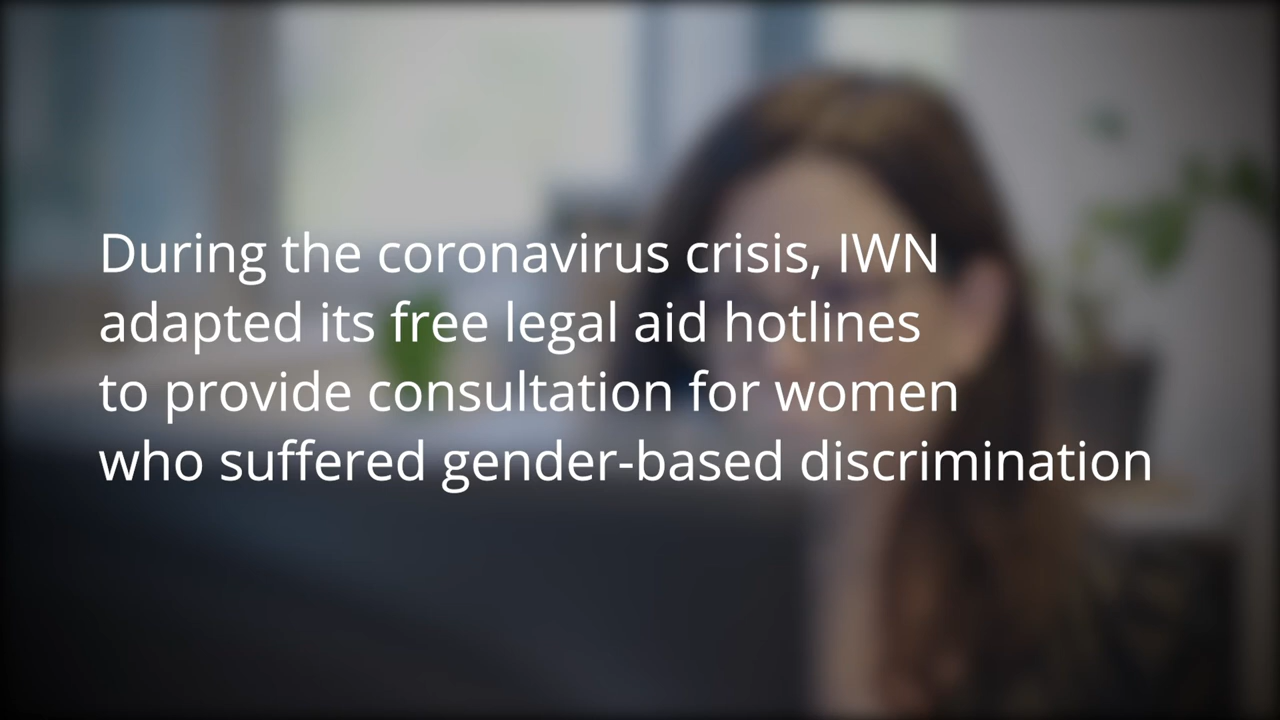 During the coronavirus crisis, IWN
adapted its free legal aid hotlines
to provide consultation for women
who suffered gender-based discrimination